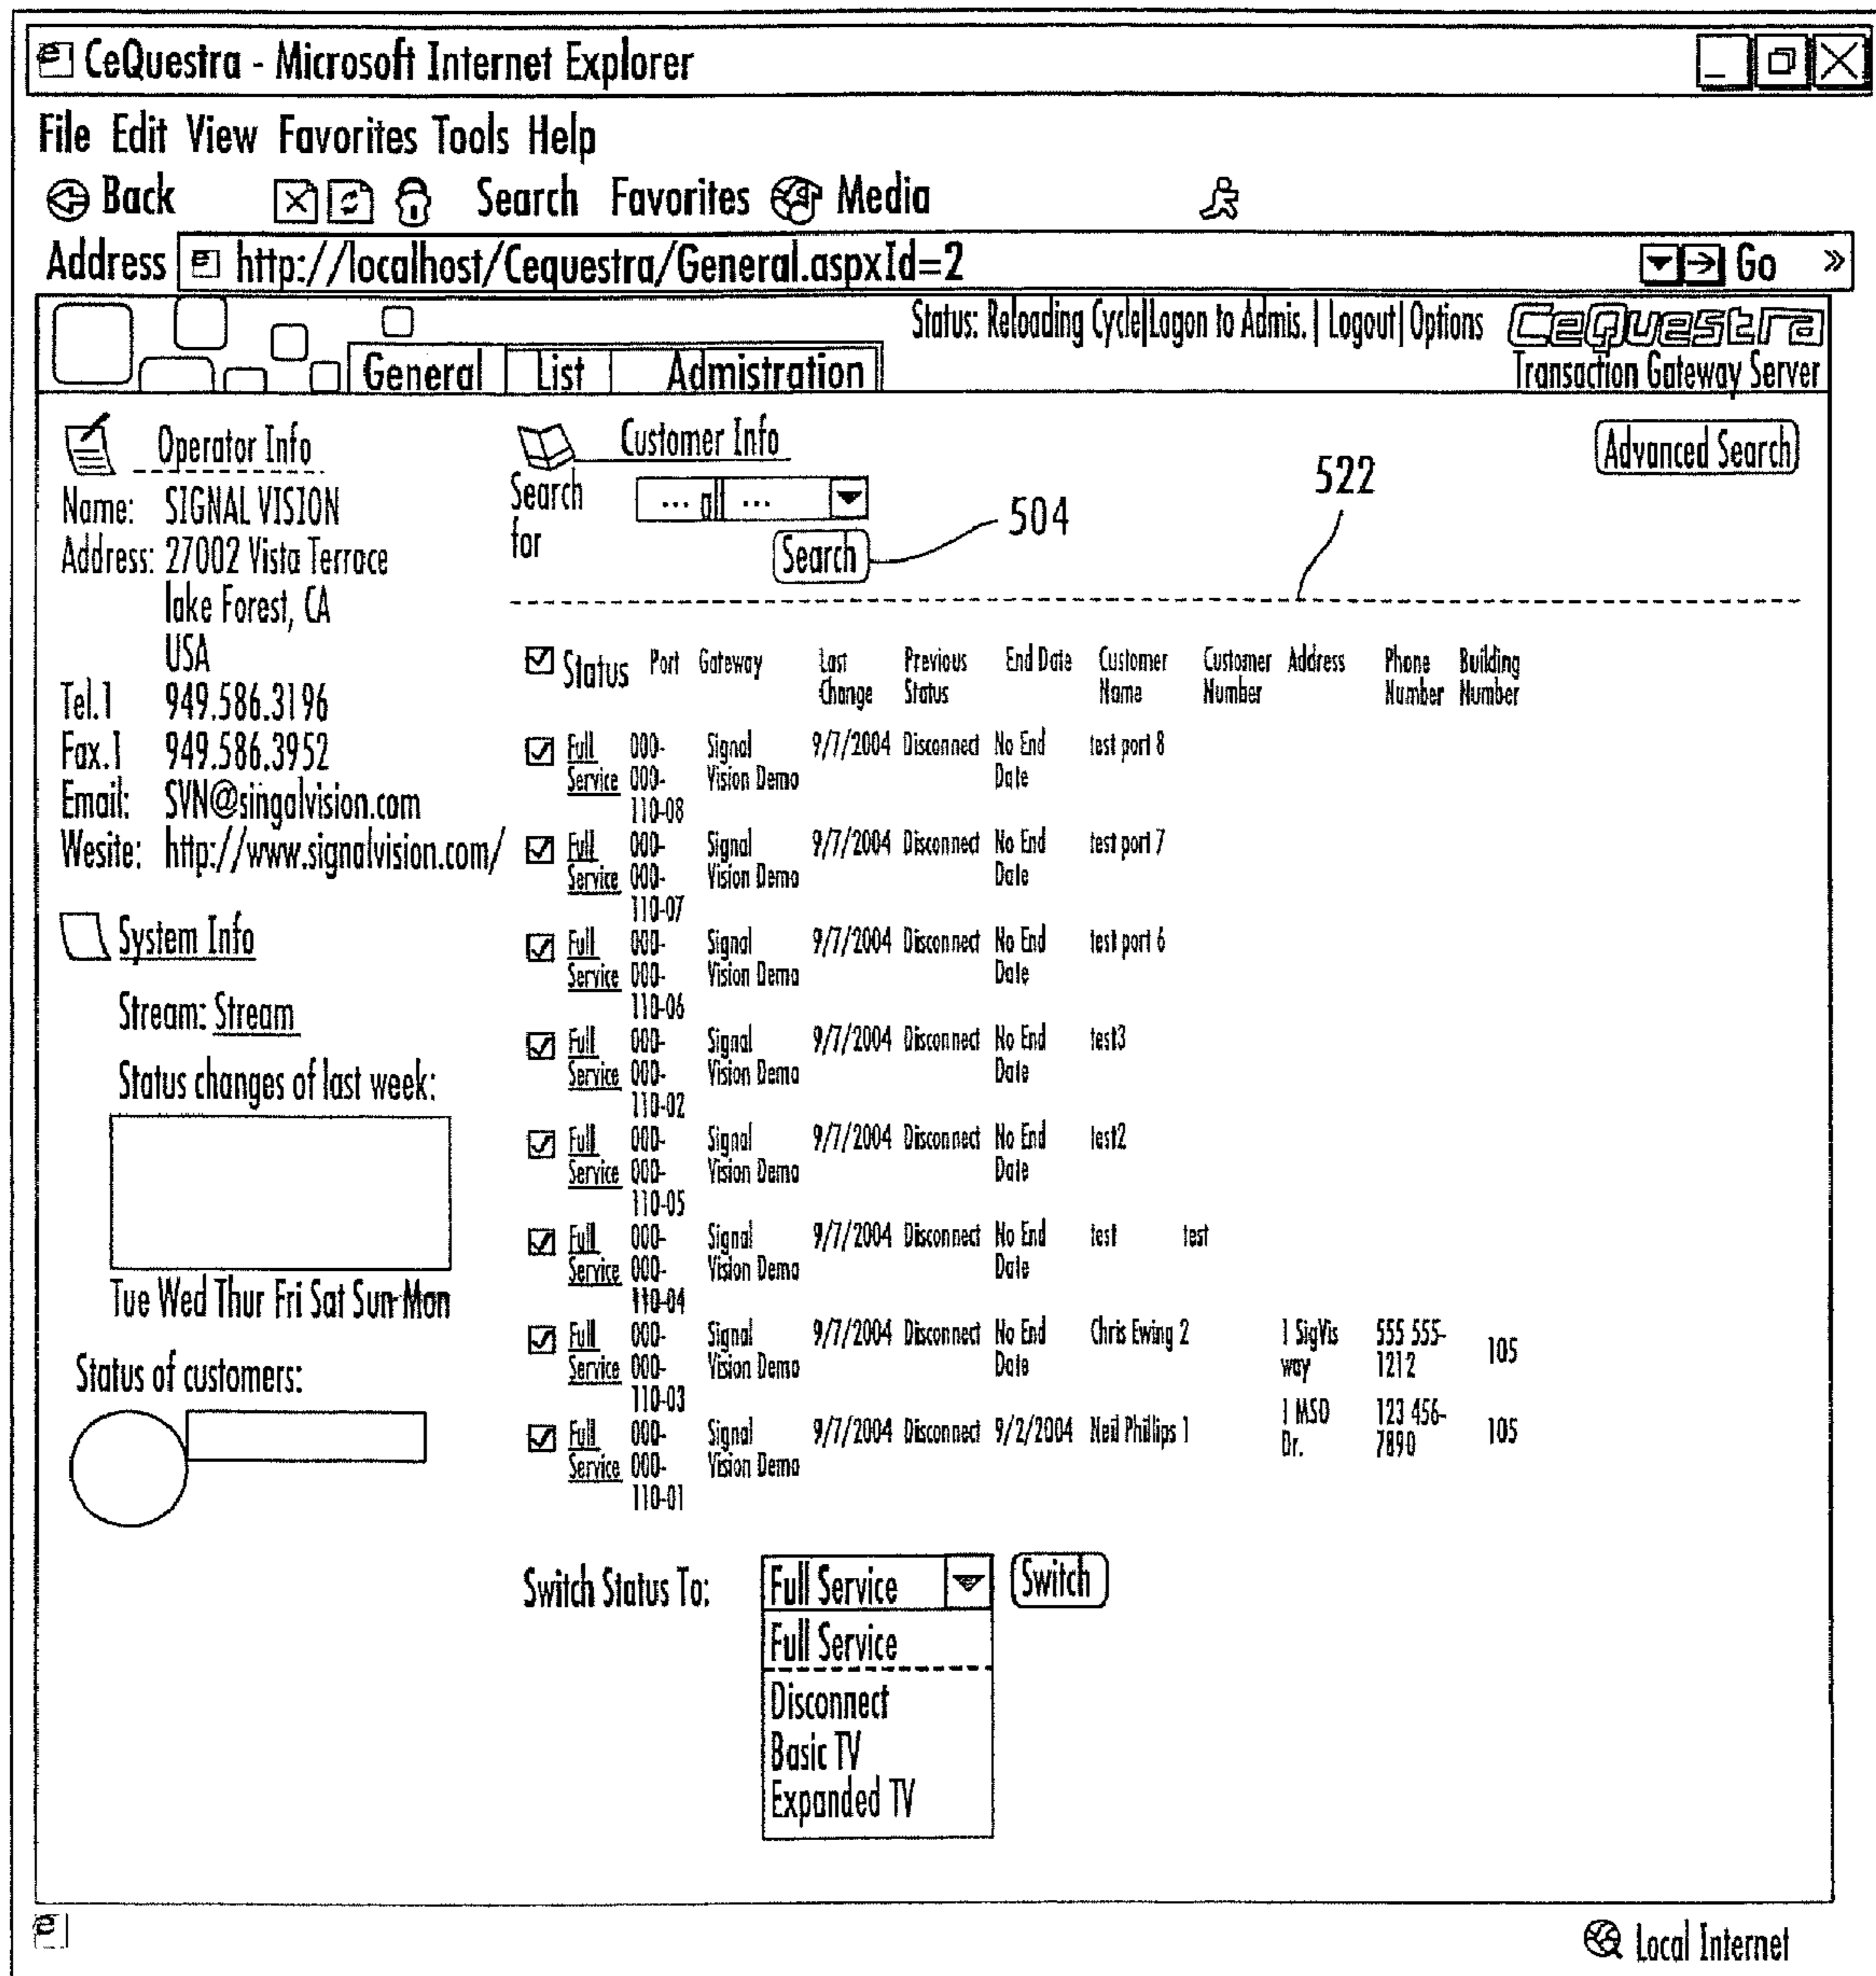 CeQuestra - Microsoft Internet Explorer
File Edit View Favorites Tools Help
Back Search Favorites Media
Address http://localhost/Cequestra/General.aspxId=2 Go »
Status: Reloading Cycle|Logon to Admis.| Logout| Options CeQuestra
General List Admistration Transaction Gateway Server
Operator Info
Name: SIGNAL VISION
Address: 27002 Vista Terrace
lake Forest, CA
USA
Tel.1 949.586.3196
Fax.1 949.586.3952
Email: SVN@singalvision.com
Wesite: http://www.signalvision.com/
System Info
Stream: Stream
Status changes of last week:
Tue Wed Thur Fri Sat Sun Mon
Status of customers:
Customer Info
Advanced Search
Search for ... all ...
Search
504
522
Status Port Gateway Last Change Previous Status End Date Customer Name Customer Number Address Phone Number Building Number
Full Service 000-000-110-08 Signal Vision Demo 9/7/2004 Disconnect No End Date test port 8
Full Service 000-000-110-07 Signal Vision Demo 9/7/2004 Disconnect No End Date test port 7
Full Service 000-000-110-06 Signal Vision Demo 9/7/2004 Disconnect No End Date test port 6
Full Service 000-000-110-02 Signal Vision Demo 9/7/2004 Disconnect No End Date test3
Full Service 000-000-110-05 Signal Vision Demo 9/7/2004 Disconnect No End Date test2
Full Service 000-000-110-04 Signal Vision Demo 9/7/2004 Disconnect No End Date test test
Full Service 000-000-110-03 Signal Vision Demo 9/7/2004 Disconnect No End Date Chris Ewing 2 1 SigVis way 555 555-1212 105
Full Service 000-000-110-01 Signal Vision Demo 9/7/2004 Disconnect 9/2/2004 Neil Phillips 1 1 MSO Dr. 123 456-7890 105
Switch Status To: Full Service Switch
Full Service
Disconnect
Basic TV
Expanded TV
Local Internet